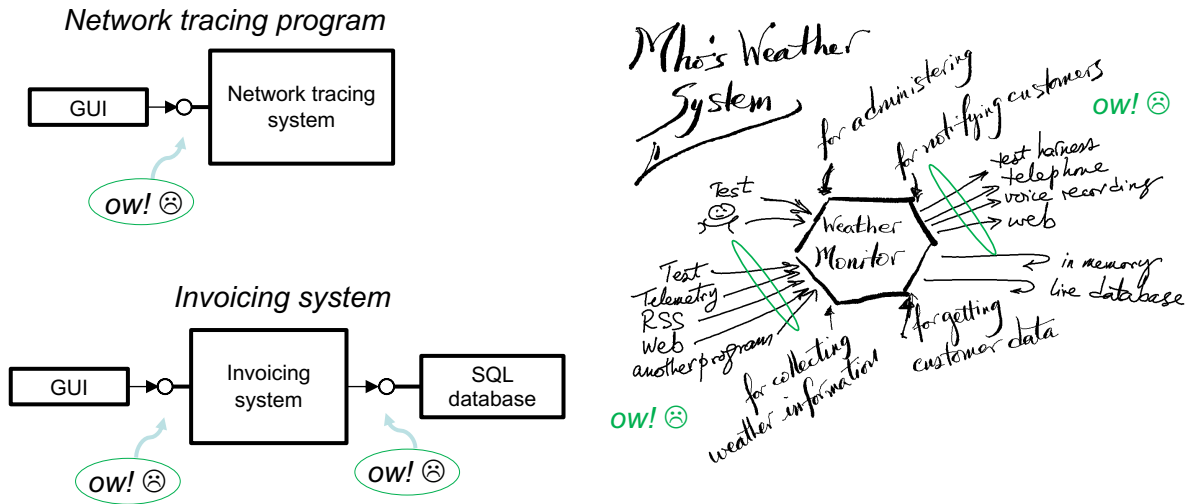 Network tracing program
GUI
Network tracing
system
ow! ☹
Invoicing system
GUI
Invoicing
system
SQL
database
ow! ☹
ow! ☹
Mho's Weather
System
for administering
for notifying customers
ow! ☹
Test
Weather
Monitor
test harness
telephone
voice recording
web
in memory
live database
Test
Telemetry
RSS
Web
another program
for collecting
weather information
for getting
customer data
ow! ☹